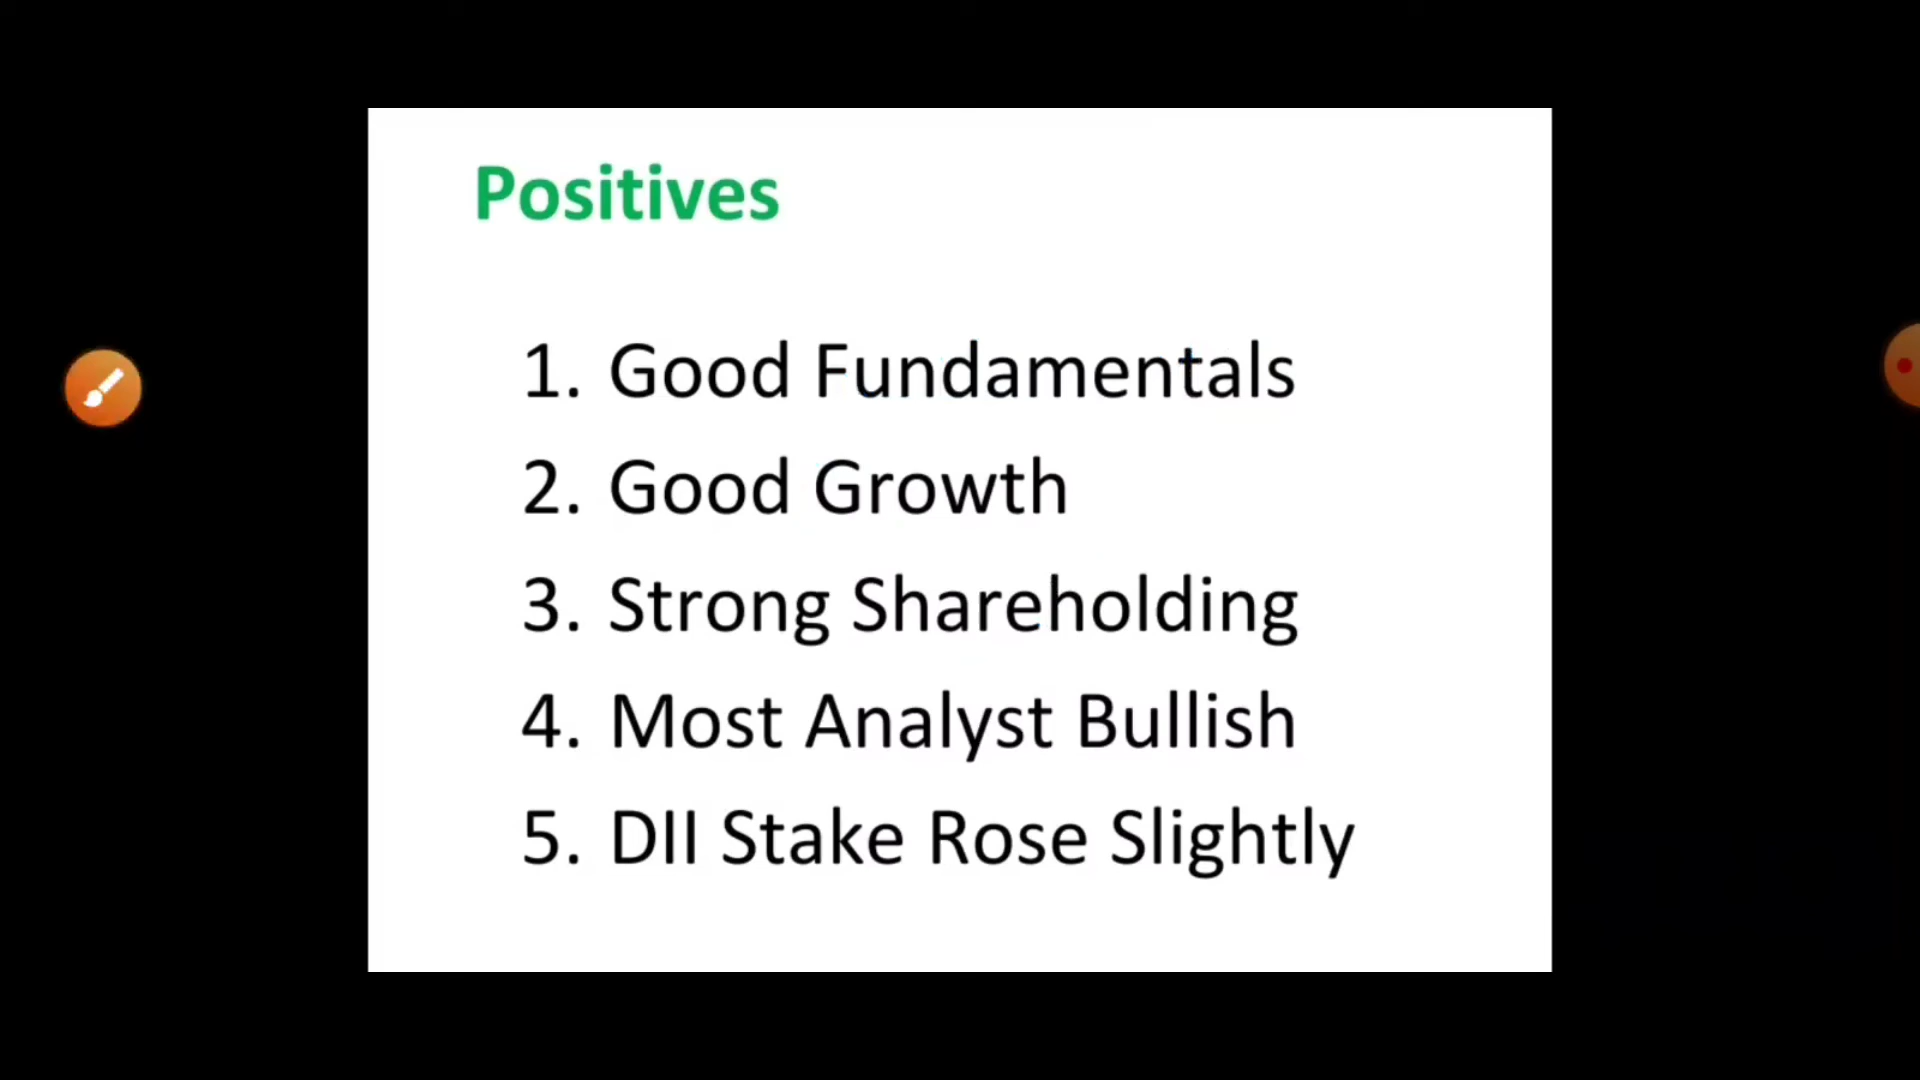 Positives
1. Good Fundamentals
2. Good Growth
3. Strong Shareholding
4. Most Analyst Bullish
5. DII Stake Rose Slightly